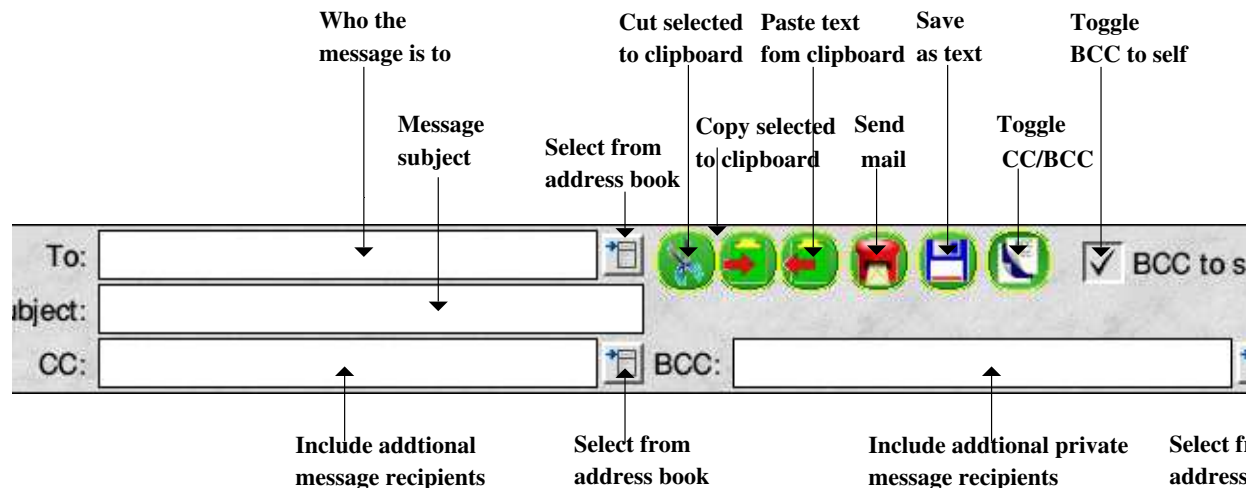 Who the
message is to
Cut selected
to clipboard
Paste text
fom clipboard
Save
as text
Toggle
BCC to self
Message
subject
Select from
address book
Copy selected
to clipboard
Send
mail
Toggle
CC/BCC
To:
BCC to s
ubject:
CC:
BCC:
Include addtional
message recipients
Select from
address book
Include addtional private
message recipients
Select f
address